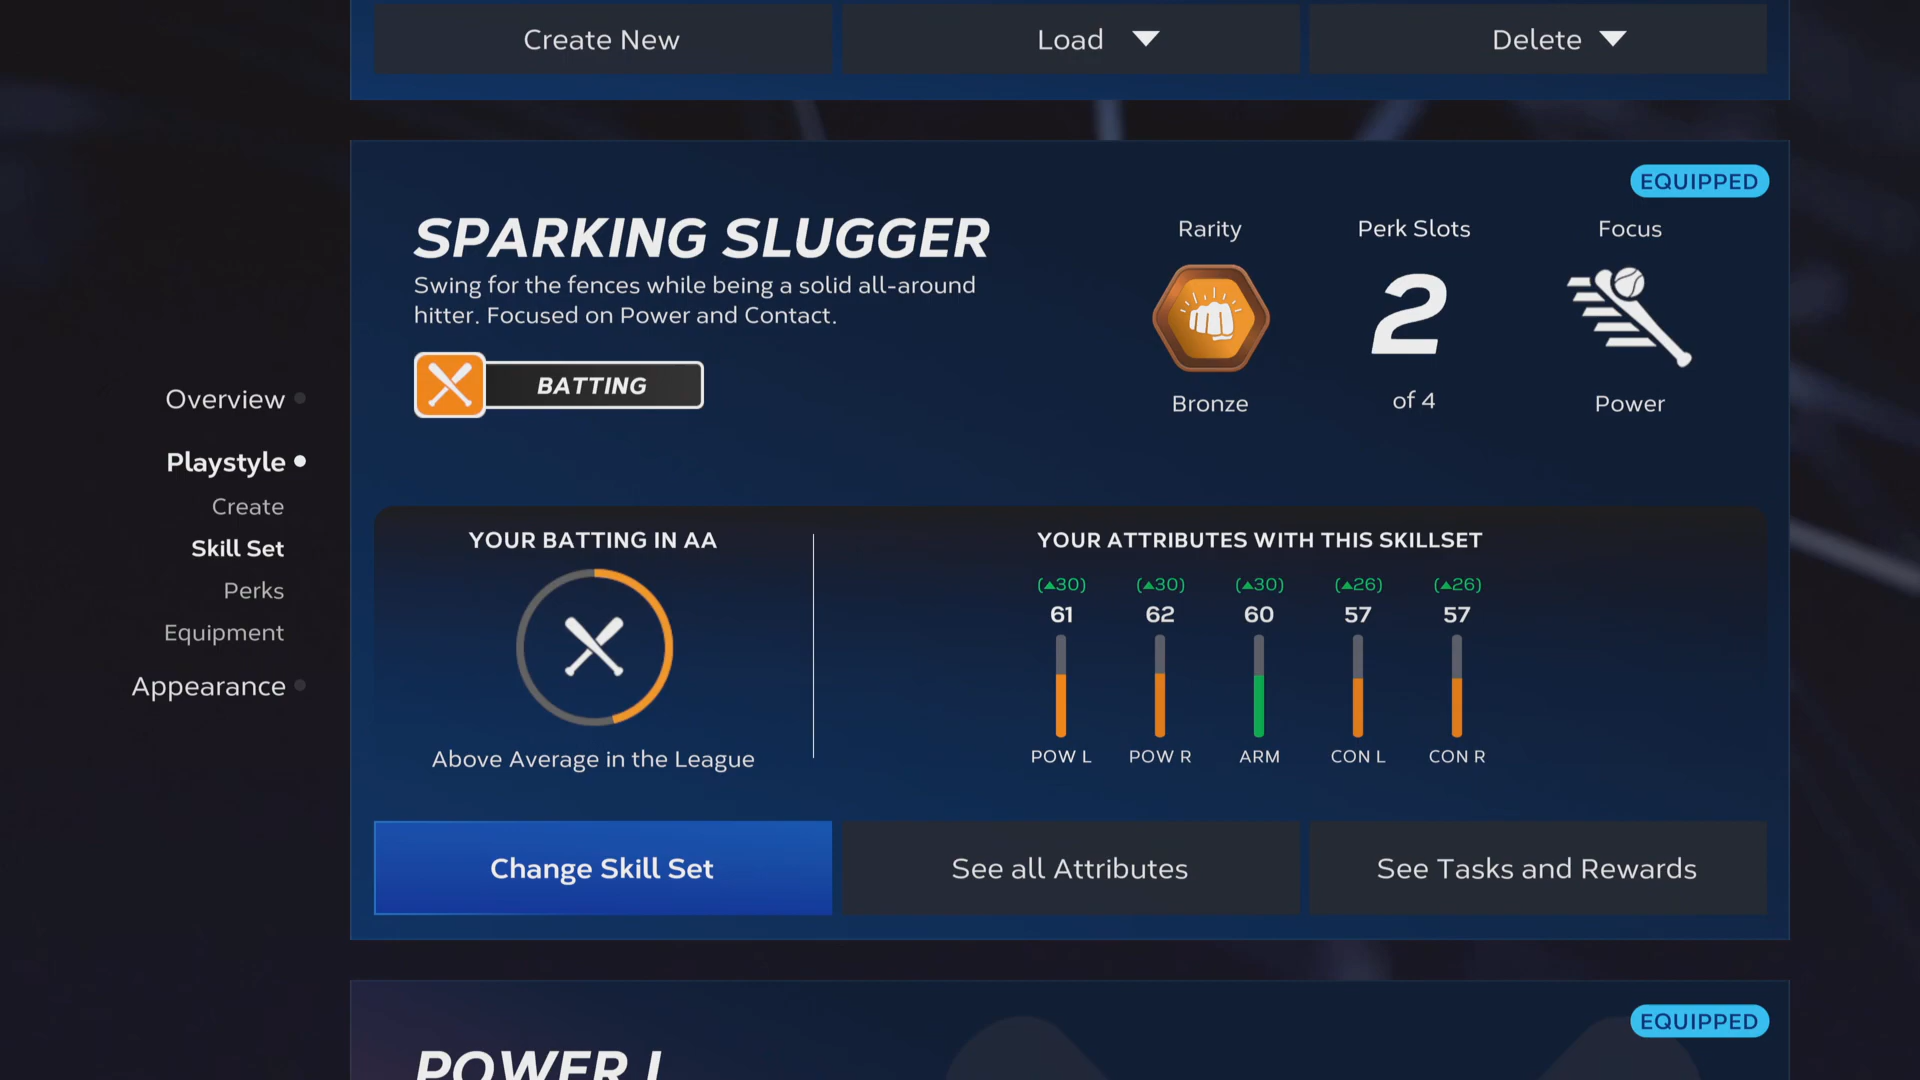 Create New
Load
Delete
EQUIPPED
SPARKING SLUGGER
Swing for the fences while being a solid all-around
hitter. Focused on Power and Contact.
BATTING
Rarity
Bronze
Perk Slots
2
of 4
Focus
Power
Overview
Playstyle
Create
Skill Set
Perks
Equipment
Appearance
YOUR BATTING IN AA
Above Average in the League
YOUR ATTRIBUTES WITH THIS SKILLSET
(▲30) (▲30) (▲30) (▲26) (▲26)
61 62 60 57 57
POW L POW R ARM CON L CON R
Change Skill Set
See all Attributes
See Tasks and Rewards
EQUIPPED